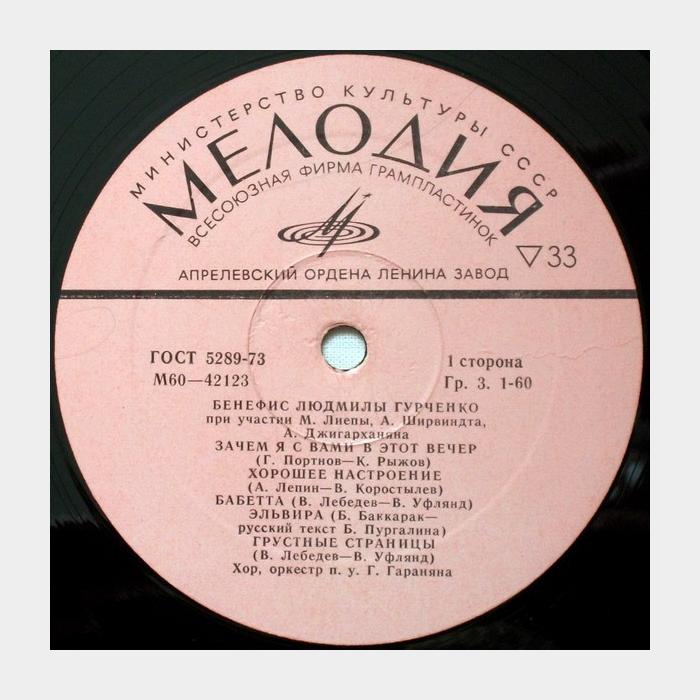 МИНИСТЕРСТВО КУЛЬТУРЫ СССР
МЕЛОДИЯ
ВСЕСОЮЗНАЯ ФИРМА ГРАМПЛАСТИНОК
▽33
АПРЕЛЕВСКИЙ ОРДЕНА ЛЕНИНА ЗАВОД
ГОСТ 5289-73
1 сторона
М60—42123
Гр. 3. 1-60
БЕНЕФИС ЛЮДМИЛЫ ГУРЧЕНКО
при участии М. Лиепы, А. Ширвиндта,
А. Джигарханяна
ЗАЧЕМ Я С ВАМИ В ЭТОТ ВЕЧЕР
(Г. Портнов—К. Рыжов)
ХОРОШЕЕ НАСТРОЕНИЕ
(А. Лепин—В. Коростылев)
БАБЕТТА (В. Лебедев—В. Уфлянд)
ЭЛЬВИРА (Б. Баккарак—
русский текст Б. Пургалина)
ГРУСТНЫЕ СТРАНИЦЫ
(В. Лебедев—В. Уфлянд)
Хор, оркестр п. у. Г. Гараняна